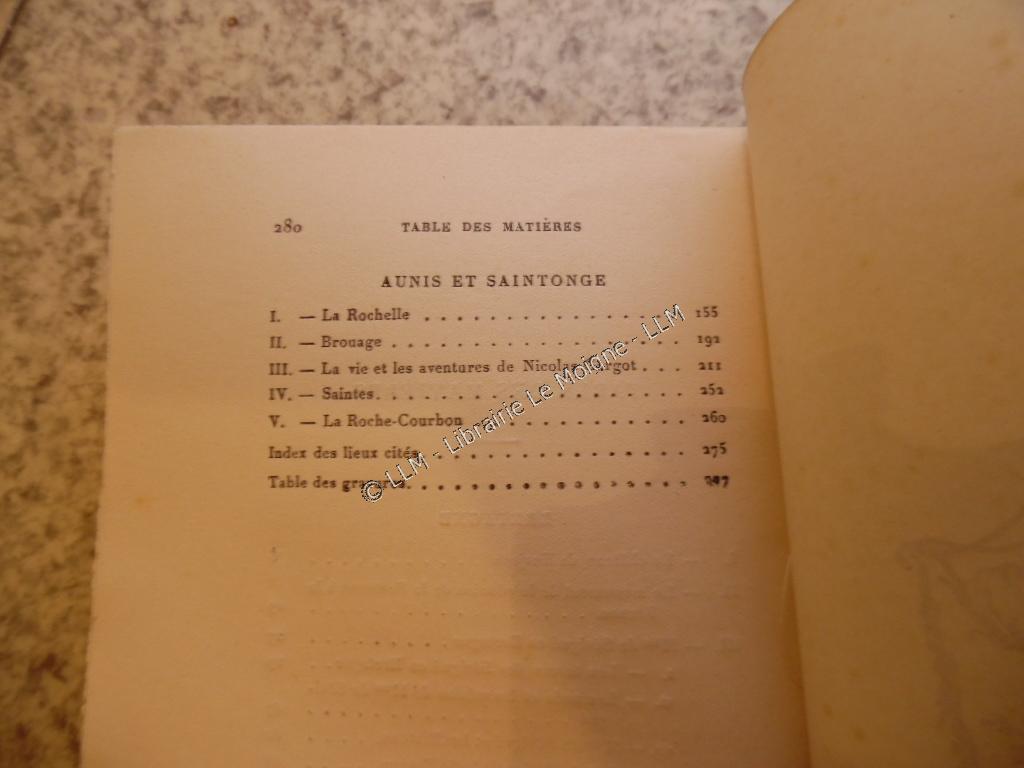 280 TABLE DES MATIÈRES
AUNIS ET SAINTONGE
I. — La Rochelle . . . . . . . . . . . . . . . 155
II. — Brouage . . . . . . . . . . . . . . . . . . 192
III. — La vie et les aventures de Nicolas . . . 211
IV. — Saintes. . . . . . . . . . . . . . . . . . . 252
V. — La Roche-Courbon . . . . . . . . . . . . . 260
Index des lieux cités . . . . . . . . . . . . . . . 275
Table des gravures. . . . . . . . . . . . . . . . .
© LLM - Librairie Le Moigne - LLM